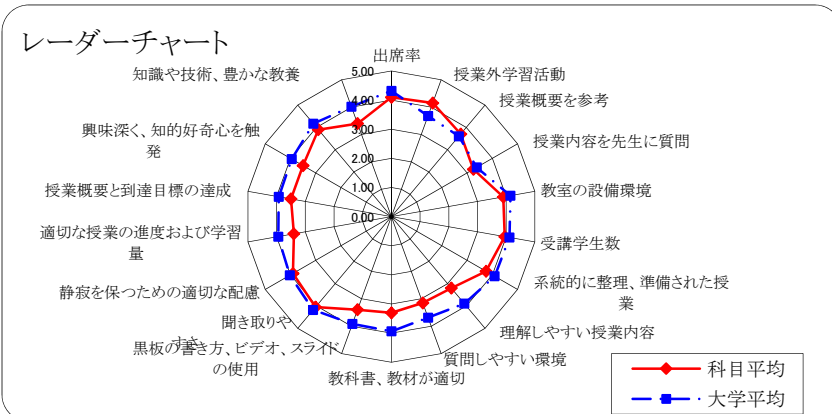 レーダーチャート
出席率
授業外学習活動
授業概要を参考
授業内容を先生に質問
教室の設備環境
受講学生数
系統的に整理、準備された授
業
理解しやすい授業内容
質問しやすい環境
教科書、教材が適切
黒板の書き方、ビデオ、スライド
の使用
聞き取りや
すさ
静寂を保つための適切な配慮
適切な授業の進度および学習
量
授業概要と到達目標の達成
興味深く、知的好奇心を触
発
知識や技術、豊かな教養
5.00
4.00
3.00
2.00
1.00
0.00
科目平均
大学平均